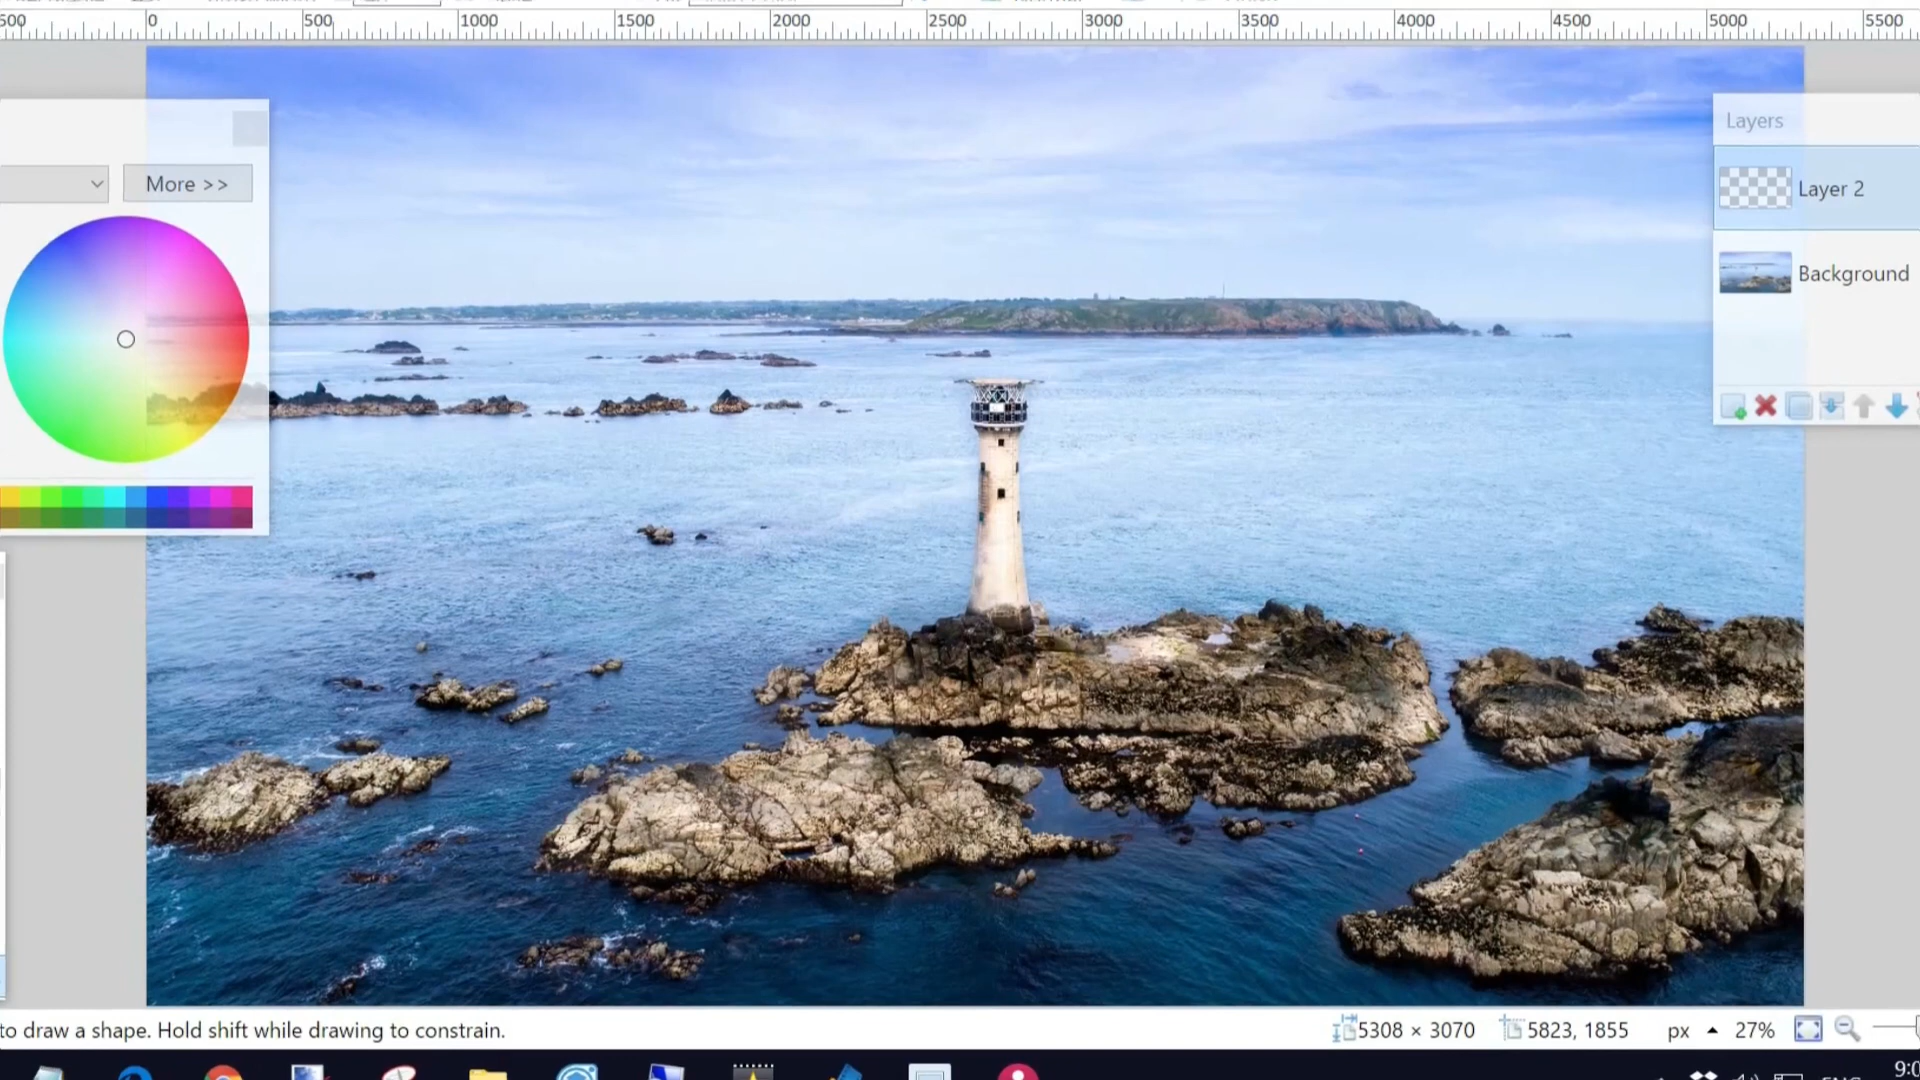 500 0 500 1000 1500 2000 2500 3000 3500 4000 4500 5000 5500
Layers
More >>
Layer 2
Background
to draw a shape. Hold shift while drawing to constrain.
5308 × 3070
5823, 1855
px
27%